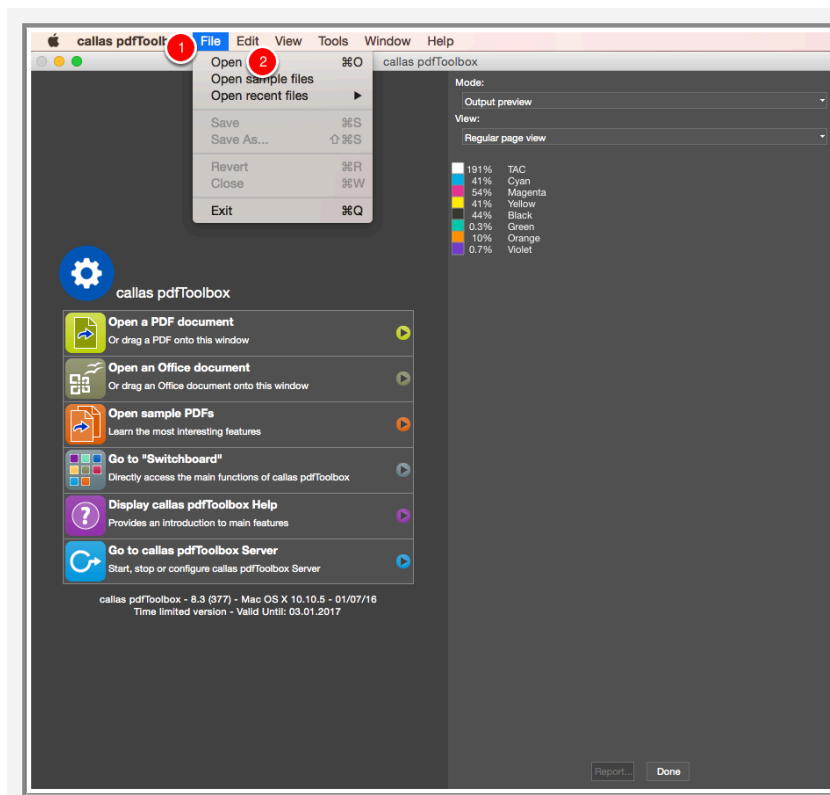 callas pdfToolb File Edit View Tools Window Help
1
callas pdfToolbox
Open ⌘O
2
Open sample files
Open recent files
Save ⌘S
Save As... ⇧⌘S
Revert ⌘R
Close ⌘W
Exit ⌘Q
Mode:
Output preview
View:
Regular page view
191% TAC
41% Cyan
54% Magenta
41% Yellow
44% Black
0.3% Green
10% Orange
0.7% Violet
callas pdfToolbox
Open a PDF document
Or drag a PDF onto this window
Open an Office document
Or drag an Office document onto this window
Open sample PDFs
Learn the most interesting features
Go to "Switchboard"
Directly access the main functions of callas pdfToolbox
Display callas pdfToolbox Help
Provides an introduction to main features
Go to callas pdfToolbox Server
Start, stop or configure callas pdfToolbox Server
callas pdfToolbox - 8.3 (377) - Mac OS X 10.10.5 - 01/07/16
Time limited version - Valid Until: 03.01.2017
Report... Done